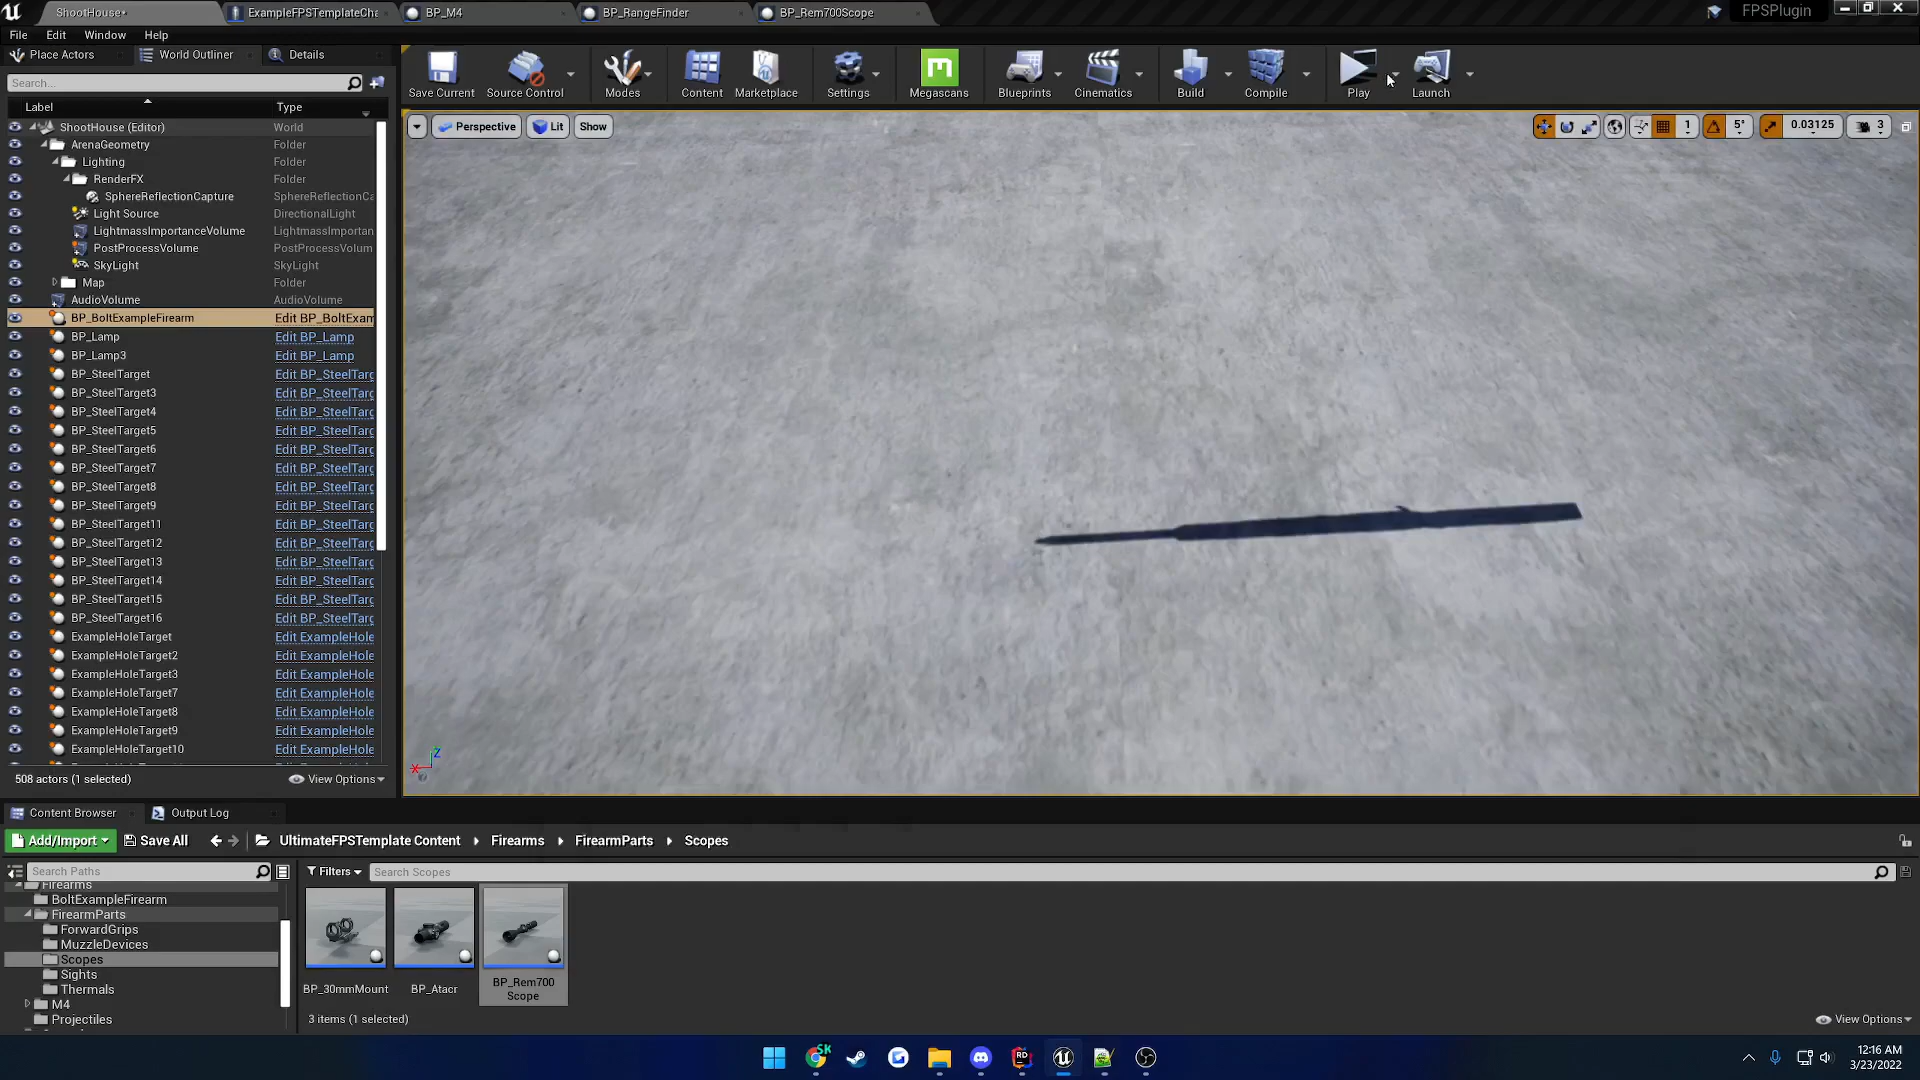 ShootHouse•
ExampleFPSTemplateCha
BP_M4
BP_RangeFinder
BP_Rem700Scope
FPSPlugin
File Edit Window Help
Place Actors
World Outliner
Details
Search...
Label Type
ShootHouse (Editor) World
ArenaGeometry Folder
Lighting Folder
RenderFX Folder
SphereReflectionCapture SphereReflectionCa
Light Source DirectionalLight
LightmassImportanceVolume LightmassImportan
PostProcessVolume PostProcessVolum
SkyLight SkyLight
Map Folder
AudioVolume AudioVolume
BP_BoltExampleFirearm Edit BP_BoltExam
BP_Lamp Edit BP_Lamp
BP_Lamp3 Edit BP_Lamp
BP_SteelTarget Edit BP_SteelTarg
BP_SteelTarget3 Edit BP_SteelTarg
BP_SteelTarget4 Edit BP_SteelTarg
BP_SteelTarget5 Edit BP_SteelTarg
BP_SteelTarget6 Edit BP_SteelTarg
BP_SteelTarget7 Edit BP_SteelTarg
BP_SteelTarget8 Edit BP_SteelTarg
BP_SteelTarget9 Edit BP_SteelTarg
BP_SteelTarget11 Edit BP_SteelTarg
BP_SteelTarget12 Edit BP_SteelTarg
BP_SteelTarget13 Edit BP_SteelTarg
BP_SteelTarget14 Edit BP_SteelTarg
BP_SteelTarget15 Edit BP_SteelTarg
BP_SteelTarget16 Edit BP_SteelTarg
ExampleHoleTarget Edit ExampleHole
ExampleHoleTarget2 Edit ExampleHole
ExampleHoleTarget3 Edit ExampleHole
ExampleHoleTarget7 Edit ExampleHole
ExampleHoleTarget8 Edit ExampleHole
ExampleHoleTarget9 Edit ExampleHole
ExampleHoleTarget10 Edit ExampleHole
508 actors (1 selected) View Options
Save Current Source Control Modes Content Marketplace Settings Megascans Blueprints Cinematics Build Compile Play Launch
Perspective Lit Show
1 5° 0.03125 3
Z
X
Content Browser
Output Log
Add/Import Save All UltimateFPSTemplate Content Firearms FirearmParts Scopes
Search Paths
Filters Search Scopes
Firearms
BoltExampleFirearm
FirearmParts
ForwardGrips
MuzzleDevices
Scopes
Sights
Thermals
M4
Projectiles
BP_30mmMount
BP_Atacr
BP_Rem700
Scope
3 items (1 selected) View Options
SK
RD
12:16 AM
3/23/2022